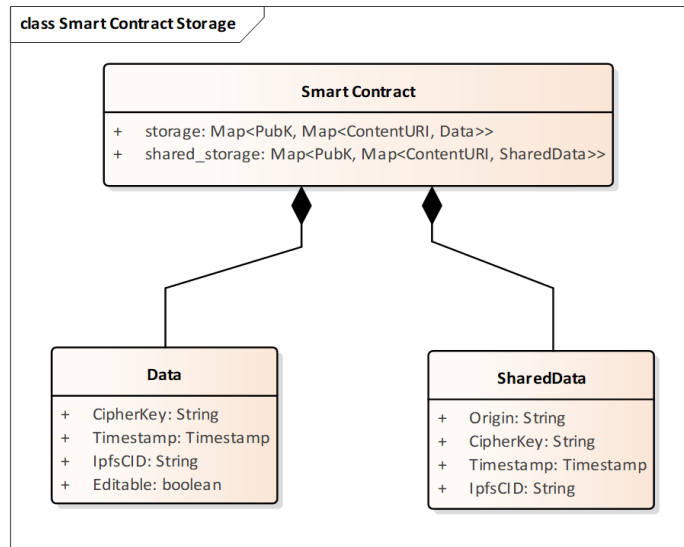 class Smart Contract Storage
Smart Contract
+ storage: Map<PubK, Map<ContentURI, Data>>
+ shared_storage: Map<PubK, Map<ContentURI, SharedData>>
Data
+ CipherKey: String
+ Timestamp: Timestamp
+ IpfsCID: String
+ Editable: boolean
SharedData
+ Origin: String
+ CipherKey: String
+ Timestamp: Timestamp
+ IpfsCID: String